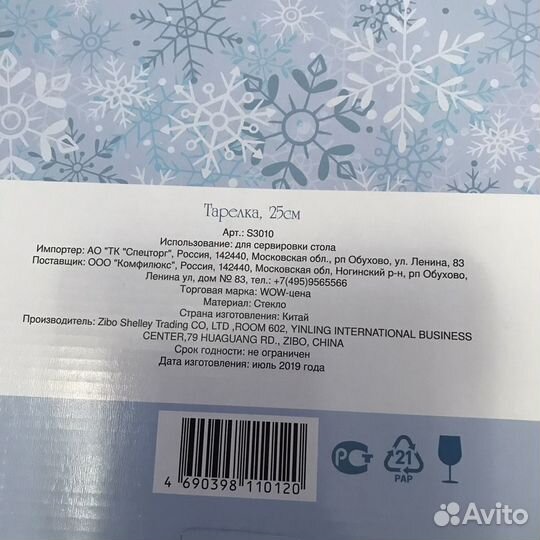 Тарелка, 25см
Арт.: S3010
Использование: для сервировки стола
Импортер: АО "ТК "Спецторг", Россия, 142440, Московская обл., рп Обухово, ул. Ленина, 83
Поставщик: ООО "Комфилюкс", Россия, 142440, Московская обл, Ногинский р-н, рп Обухово,
Ленина ул, дом № 83, тел.: +7(495)9565566
Торговая марка: WOW-цена
Материал: Стекло
Страна изготовления: Китай
Производитель: Zibo Shelley Trading CO, LTD ,ROOM 602, YINLING INTERNATIONAL BUSINESS
CENTER,79 HUAGUANG RD., ZIBO, CHINA
Срок годности: не ограничен
Дата изготовления: июль 2019 года
4 690398 110120
РСТ
21
PAP
Avito